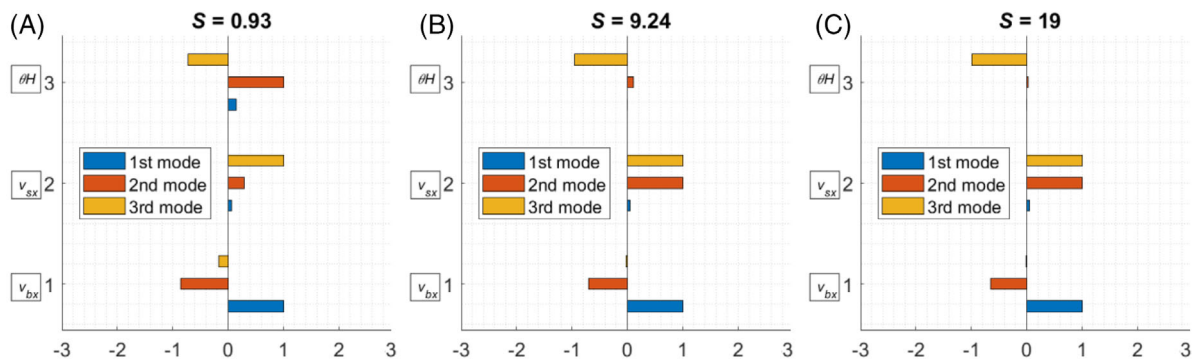 (A)
S = 0.93
θH
3
v_sx
2
v_bx
1
1st mode
2nd mode
3rd mode
-3 -2 -1 0 1 2 3
(B)
S = 9.24
θH
3
v_sx
2
v_bx
1
1st mode
2nd mode
3rd mode
-3 -2 -1 0 1 2 3
(C)
S = 19
θH
3
v_sx
2
v_bx
1
1st mode
2nd mode
3rd mode
-3 -2 -1 0 1 2 3